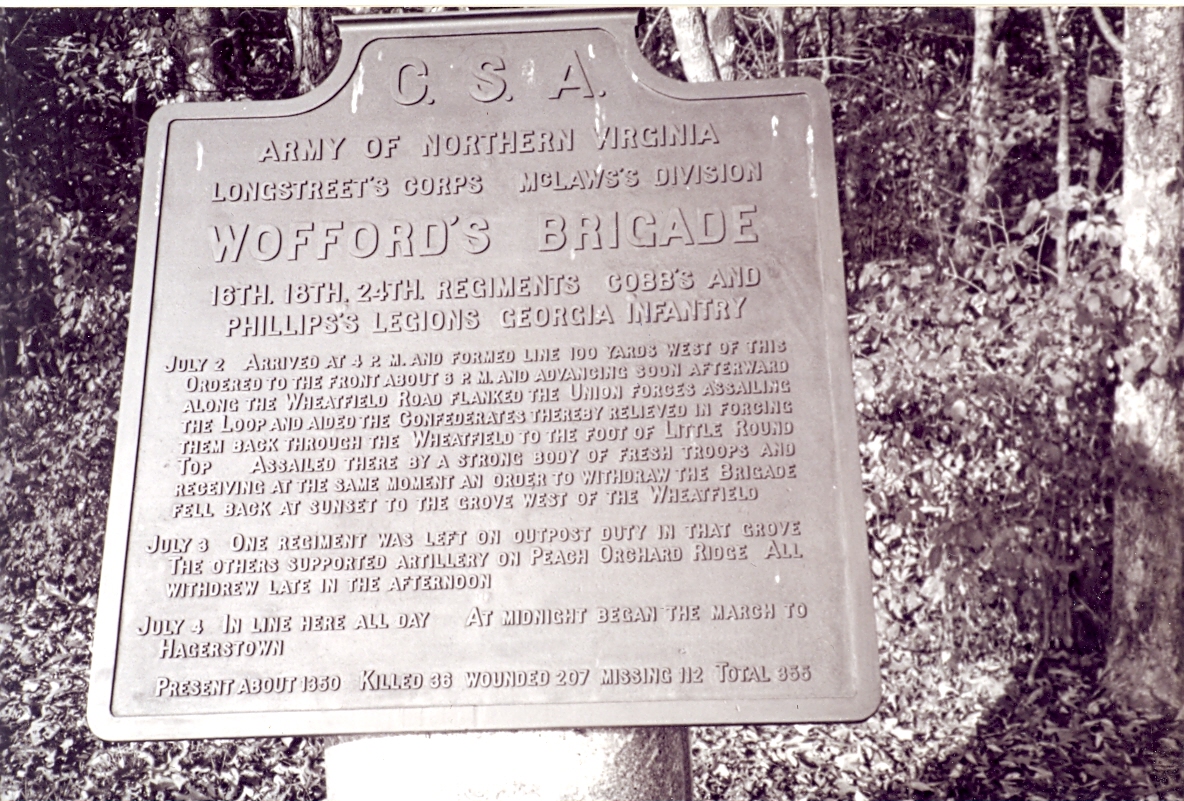 C. S. A.
ARMY OF NORTHERN VIRGINIA
LONGSTREET'S CORPS McLAWS'S DIVISION
WOFFORD'S BRIGADE
16TH. 18TH. 24TH. REGIMENTS COBB'S AND
PHILLIPS'S LEGIONS GEORGIA INFANTRY
JULY 2 ARRIVED AT 4 P. M. AND FORMED LINE 100 YARDS WEST OF THIS
ORDERED TO THE FRONT ABOUT 6 P. M. AND ADVANCING SOON AFTERWARD
ALONG THE WHEATFIELD ROAD FLANKED THE UNION FORCES ASSAILING
THE LOOP AND AIDED THE CONFEDERATES THEREBY RELIEVED IN FORCING
THEM BACK THROUGH THE WHEATFIELD TO THE FOOT OF LITTLE ROUND
TOP ASSAILED THERE BY A STRONG BODY OF FRESH TROOPS AND
RECEIVING AT THE SAME MOMENT AN ORDER TO WITHDRAW THE BRIGADE
FELL BACK AT SUNSET TO THE GROVE WEST OF THE WHEATFIELD
JULY 3 ONE REGIMENT WAS LEFT ON OUTPOST DUTY IN THAT GROVE
THE OTHERS SUPPORTED ARTILLERY ON PEACH ORCHARD RIDGE ALL
WITHDREW LATE IN THE AFTERNOON
JULY 4 IN LINE HERE ALL DAY AT MIDNIGHT BEGAN THE MARCH TO
HAGERSTOWN
PRESENT ABOUT 1350 KILLED 36 WOUNDED 207 MISSING 112 TOTAL 355